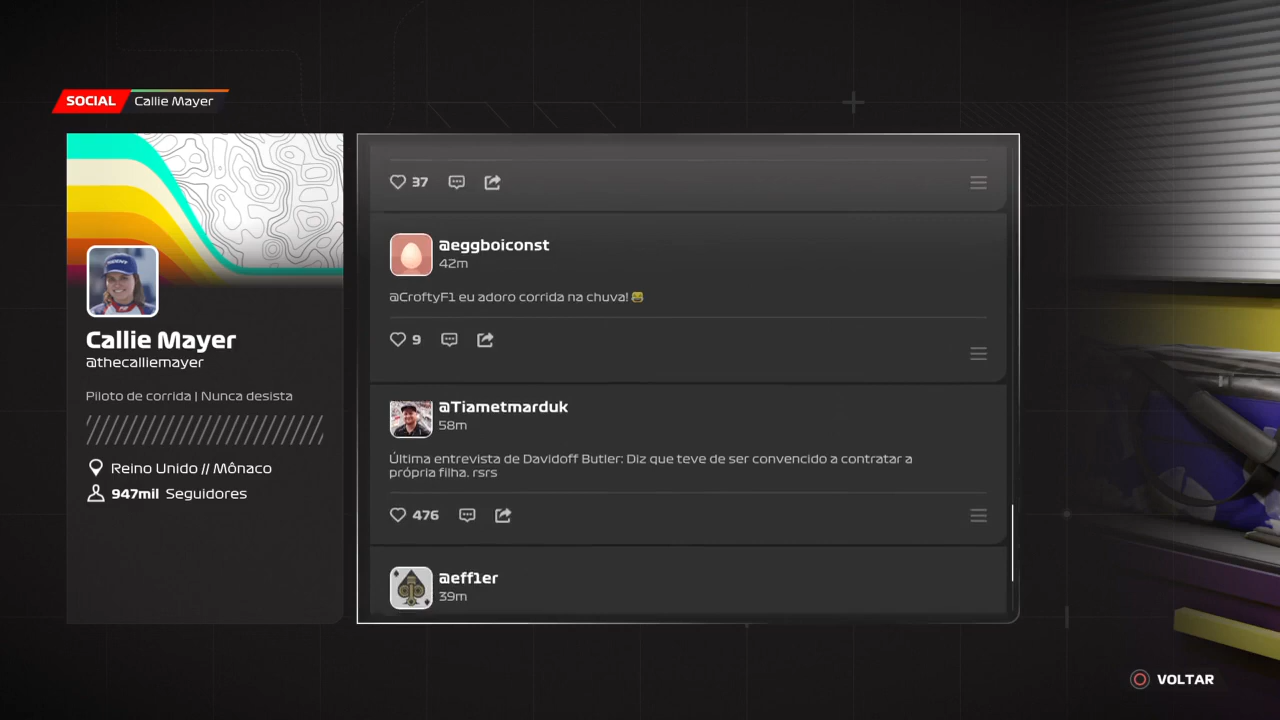 SOCIAL Callie Mayer
Callie Mayer
@thecalliemayer
Piloto de corrida | Nunca desista
Reino Unido // Mônaco
947mil Seguidores
37
@eggboiconst
42m
@CroftyF1 eu adoro corrida na chuva!
9
@Tiametmarduk
58m
Última entrevista de Davidoff Butler: Diz que teve de ser convencido a contratar a
própria filha. rsrs
476
@eff1er
39m
VOLTAR